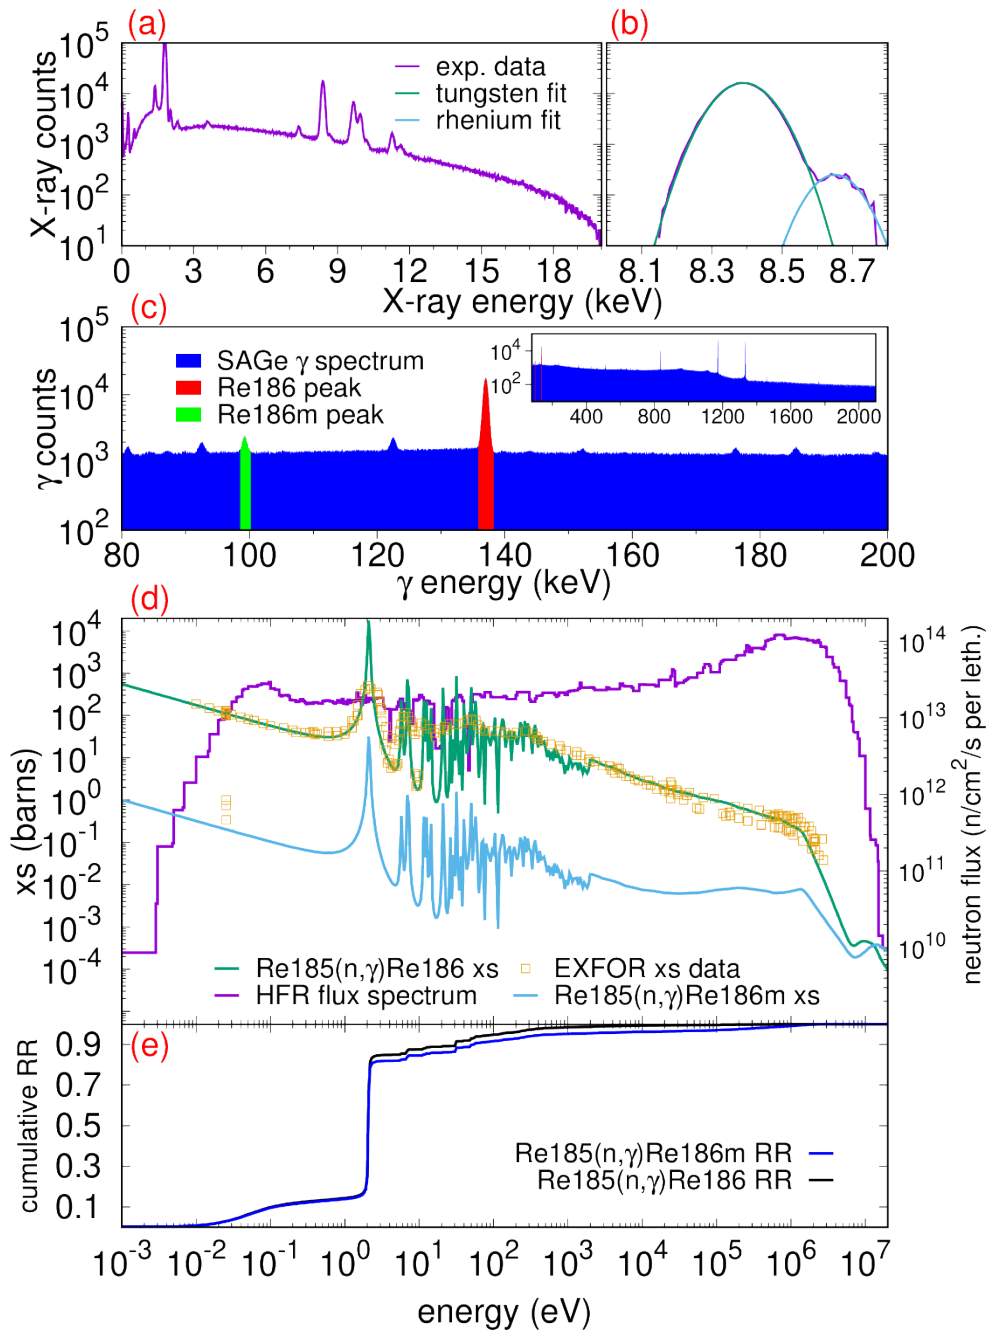 (a)
(b)
X-ray counts
10^5
10^4
10^3
10^2
10^1
exp. data
tungsten fit
rhenium fit
0 3 6 9 12 15 18
8.1 8.3 8.5 8.7
X-ray energy (keV)
(c)
γ counts
10^5
10^4
10^3
10^2
SAGe γ spectrum
Re186 peak
Re186m peak
10^4
10^2
400 800 1200 1600 2000
80 100 120 140 160 180 200
γ energy (keV)
(d)
xs (barns)
10^4
10^3
10^2
10^1
10^0
10^-1
10^-2
10^-3
10^-4
10^14
10^13
10^12
10^11
10^10
neutron flux (n/cm^2/s per leth.)
Re185(n,γ)Re186 xs
EXFOR xs data
HFR flux spectrum
Re185(n,γ)Re186m xs
(e)
cumulative RR
0.9
0.7
0.5
0.3
0.1
Re185(n,γ)Re186m RR
Re185(n,γ)Re186 RR
10^-3 10^-2 10^-1 10^0 10^1 10^2 10^3 10^4 10^5 10^6 10^7
energy (eV)